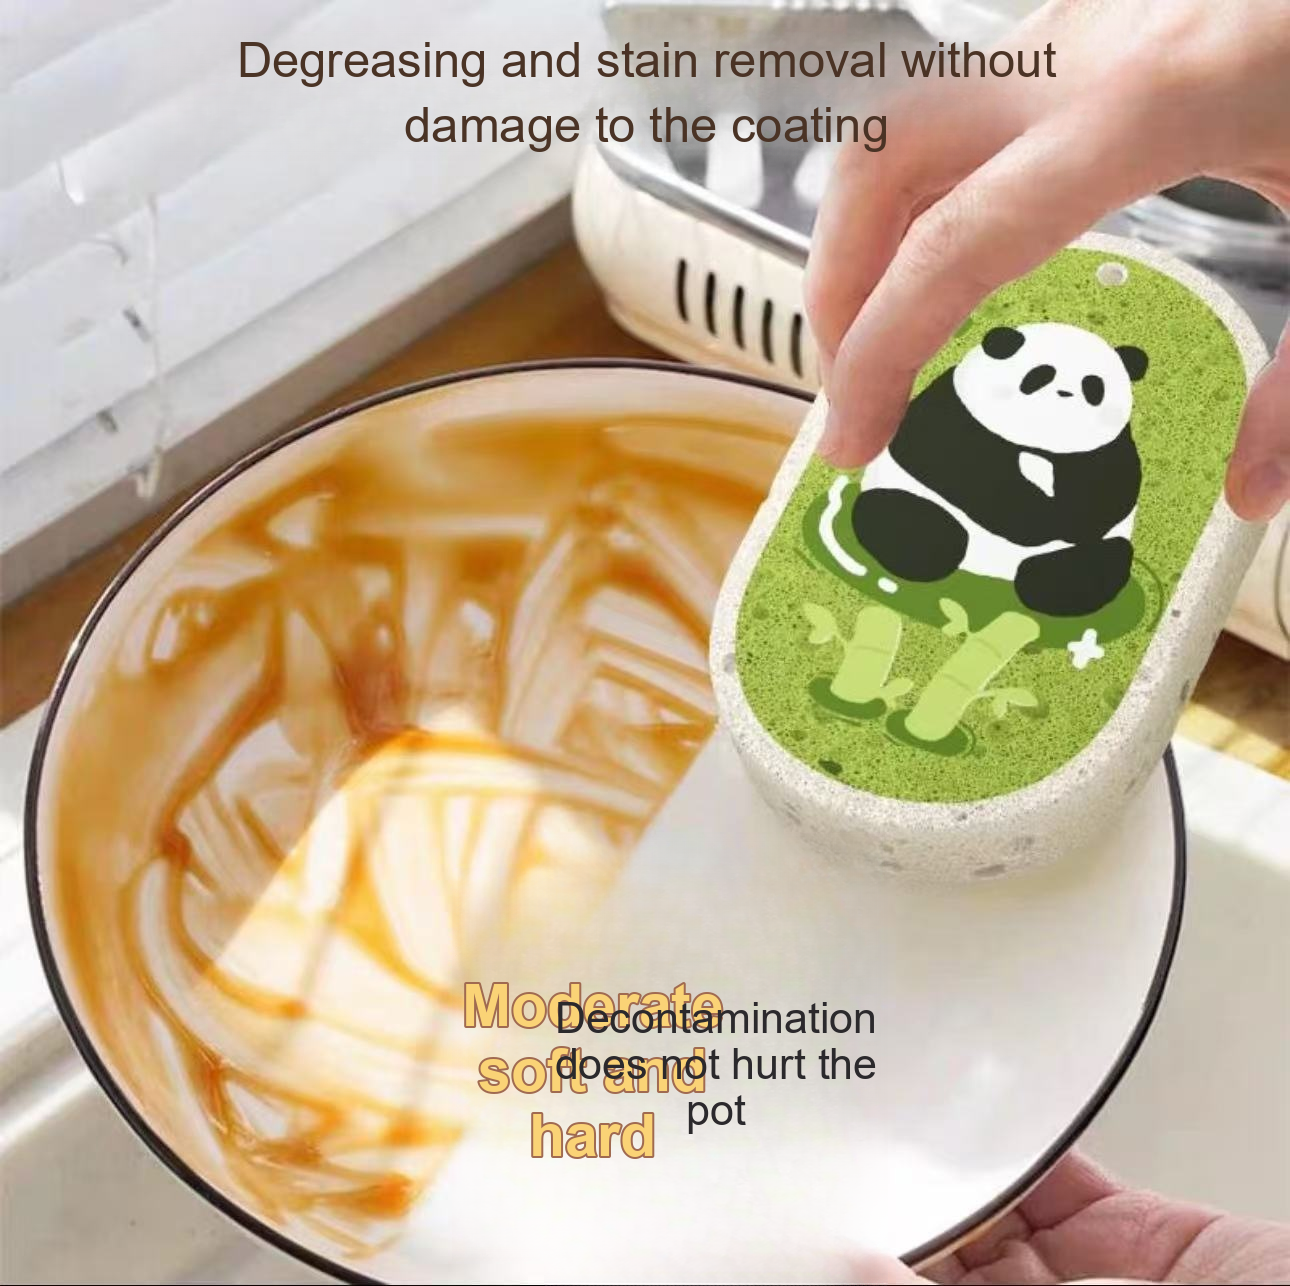 Degreasing and stain removal without
damage to the coating
Moderate
soft and
hard
Decontamination
does not hurt the
pot